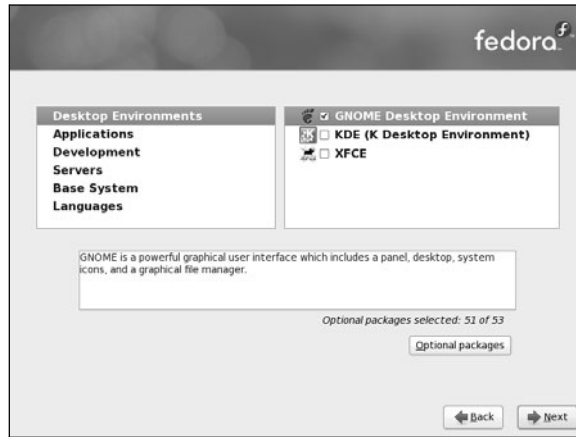 fedora
Desktop Environments
Applications
Development
Servers
Base System
Languages
GNOME Desktop Environment
KDE (K Desktop Environment)
XFCE
GNOME is a powerful graphical user interface which includes a panel, desktop, system
icons, and a graphical file manager.
Optional packages selected: 51 of 53
Optional packages
Back
Next